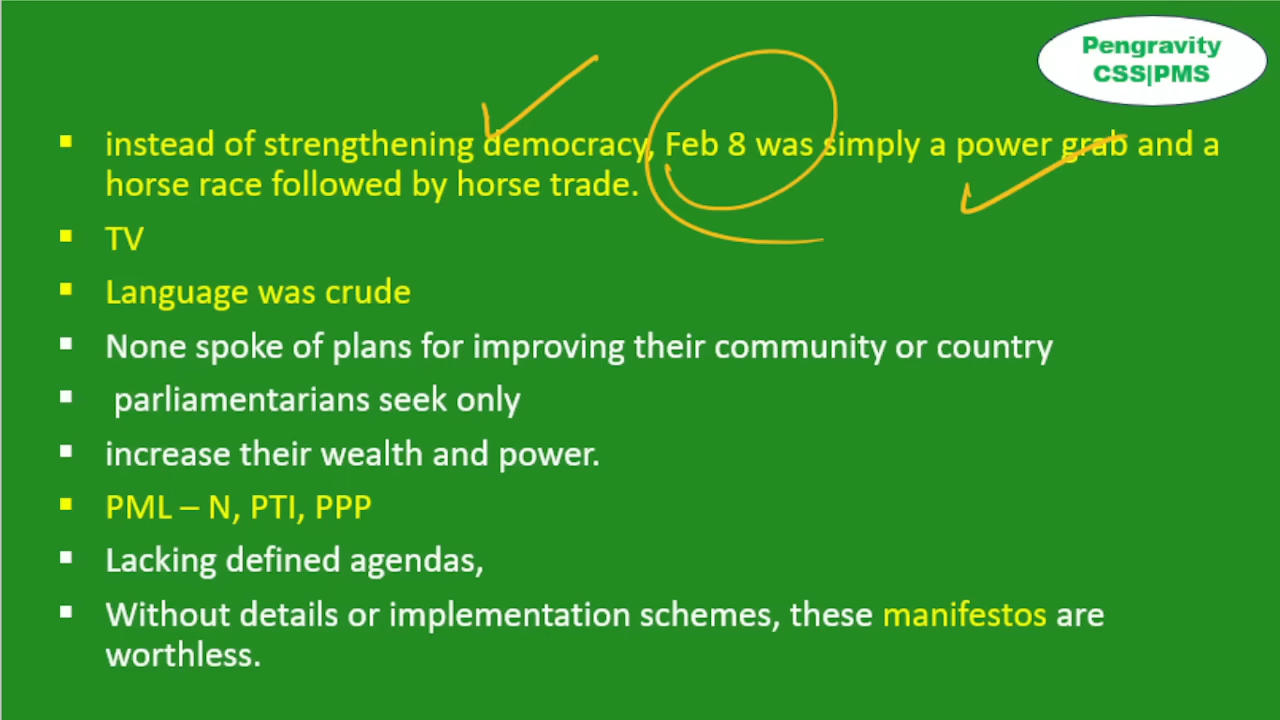 Pengravity
CSS|PMS
▪ instead of strengthening democracy, Feb 8 was simply a power grab and a
horse race followed by horse trade.
▪ TV
▪ Language was crude
▪ None spoke of plans for improving their community or country
▪ parliamentarians seek only
▪ increase their wealth and power.
▪ PML – N, PTI, PPP
▪ Lacking defined agendas,
▪ Without details or implementation schemes, these manifestos are
worthless.